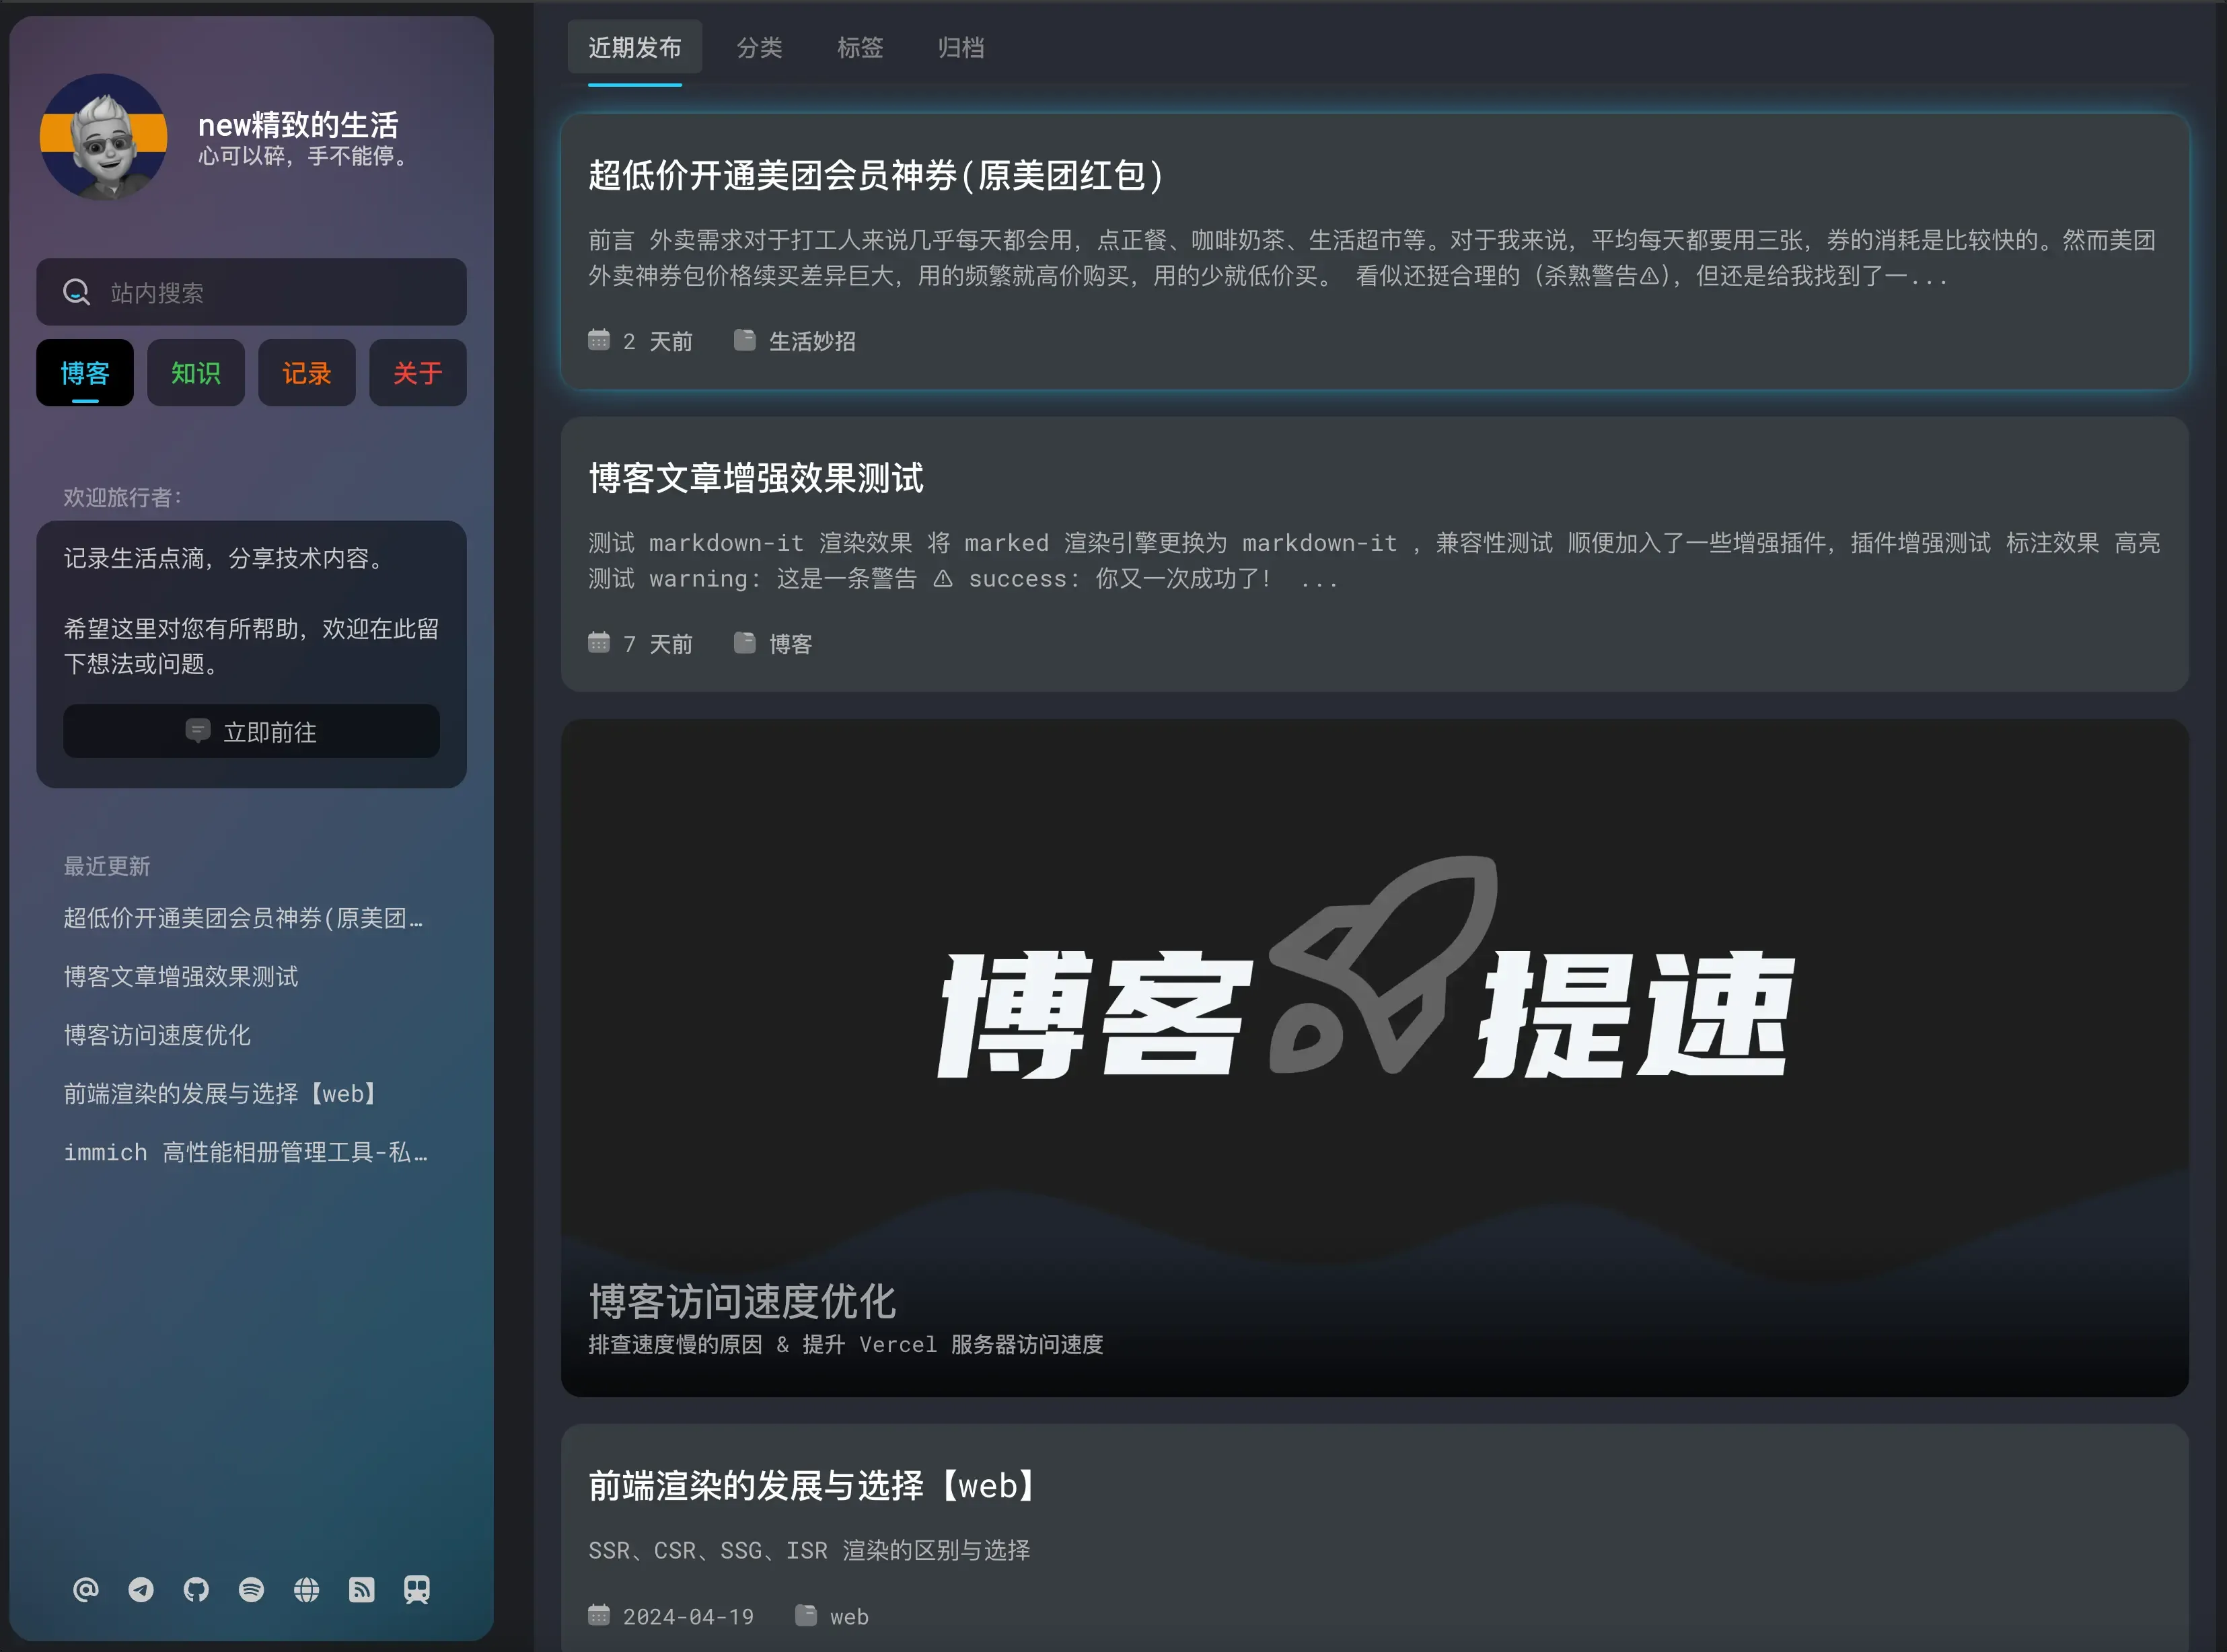 new精致的生活
心可以碎，手不能停。
站内搜索
博客
知识
记录
关于
欢迎旅行者：
记录生活点滴，分享技术内容。
希望这里对您有所帮助，欢迎在此留
下想法或问题。
立即前往
最近更新
超低价开通美团会员神券(原美团…
博客文章增强效果测试
博客访问速度优化
前端渲染的发展与选择【web】
immich 高性能相册管理工具-私…
近期发布
分类
标签
归档
超低价开通美团会员神券(原美团红包)
前言 外卖需求对于打工人来说几乎每天都会用，点正餐、咖啡奶茶、生活超市等。对于我来说，平均每天都要用三张，券的消耗是比较快的。然而美团
外卖神券包价格续买差异巨大，用的频繁就高价购买，用的少就低价买。 看似还挺合理的（杀熟警告⚠），但还是给我找到了一...
2 天前
生活妙招
博客文章增强效果测试
测试 markdown-it 渲染效果 将 marked 渲染引擎更换为 markdown-it ，兼容性测试 顺便加入了一些增强插件，插件增强测试 标注效果 高亮
测试 warning: 这是一条警告 ⚠ success: 你又一次成功了！ ...
7 天前
博客
博客
提速
博客访问速度优化
排查速度慢的原因 & 提升 Vercel 服务器访问速度
前端渲染的发展与选择【web】
SSR、CSR、SSG、ISR 渲染的区别与选择
2024-04-19
web